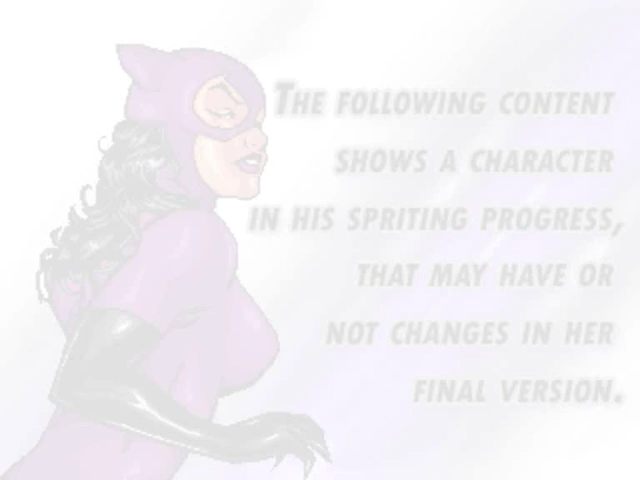 THE FOLLOWING CONTENT
SHOWS A CHARACTER
IN HIS SPRITING PROGRESS,
THAT MAY HAVE OR
NOT CHANGES IN HER
FINAL VERSION.